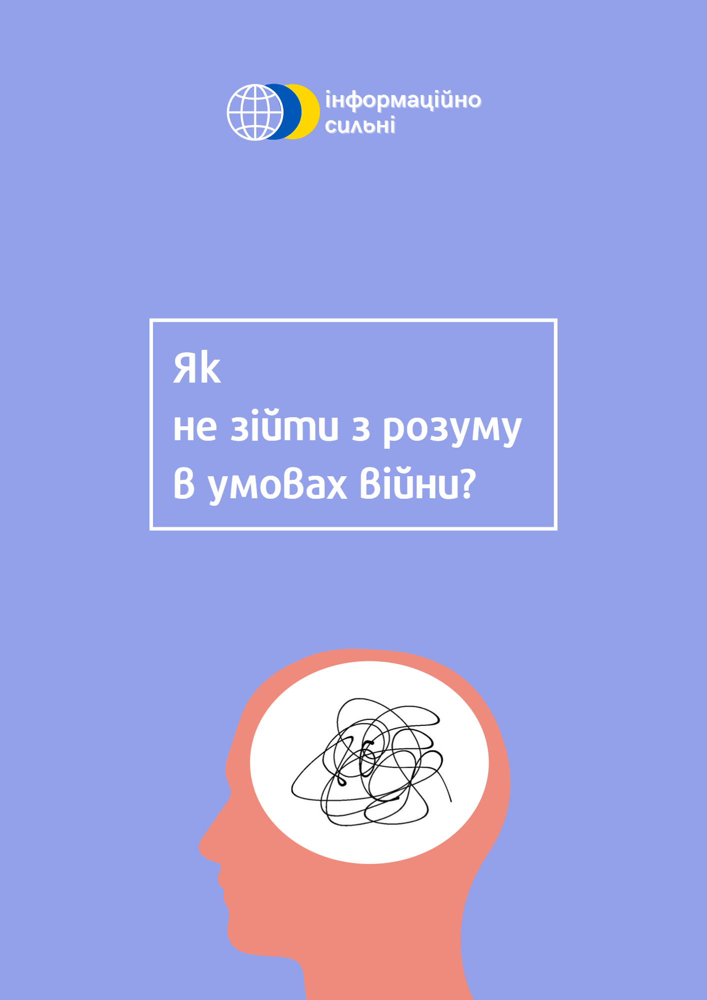 інформаційно
сильні
Як
не зійти з розуму
в умовах війни?